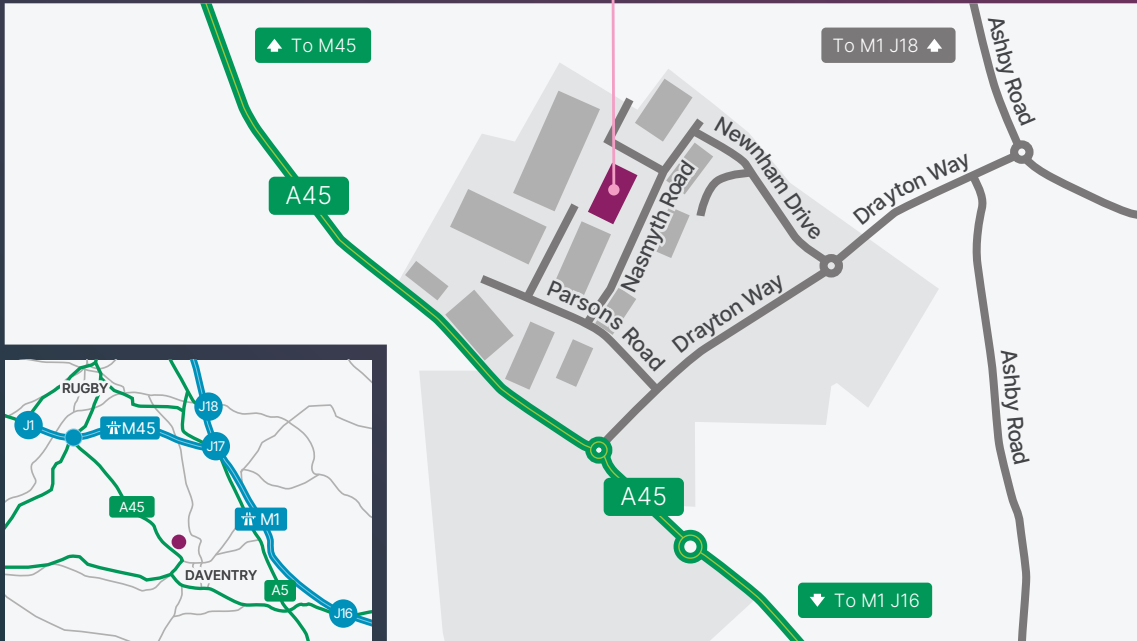 To M45
To M1 J18
Ashby Road
A45
Newnham Drive
Drayton Way
Nasmyth Road
Parsons Road
Drayton Way
Ashby Road
A45
To M1 J16
RUGBY
J18
J1
M45
J17
A45
M1
DAVENTRY
A5
J16